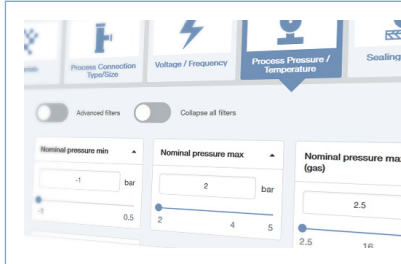 Process Connection
Type/Size
Voltage / Frequency
Process Pressure /
Temperature
Sealing
Advanced filters
Collapse all filters
Nominal pressure min
-1
bar
-1
0.5
Nominal pressure max
2
bar
2
4
5
Nominal pressure max
(gas)
2.5
2.5
16